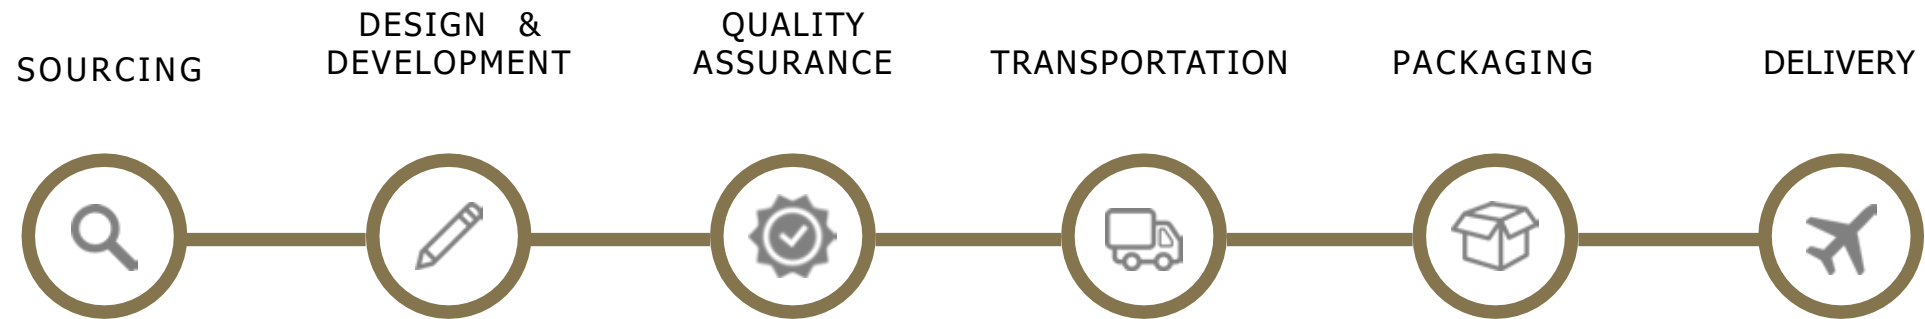 SOURCING
DESIGN &
DEVELOPMENT
QUALITY
ASSURANCE
TRANSPORTATION
PACKAGING
DELIVERY